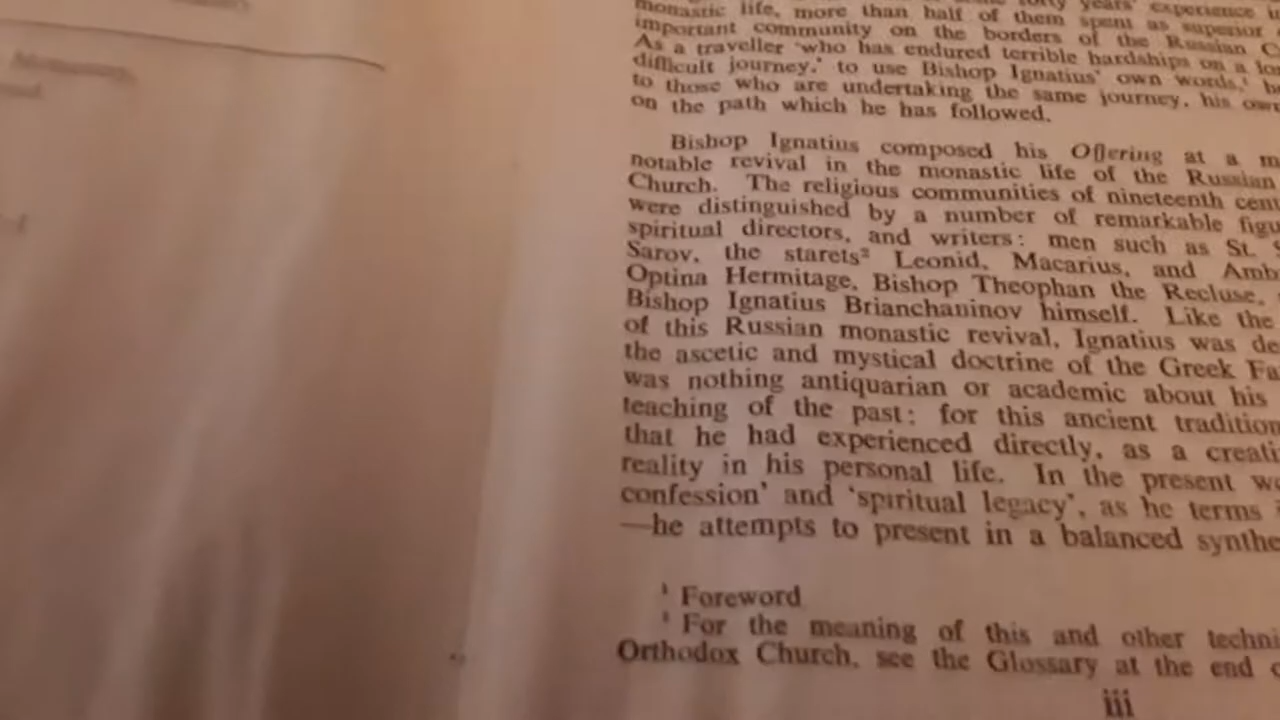 forty years' experience
monastic life, more than half of them spent as superior
important community on the borders of the Russian
As a traveller 'who has endured terrible hardships on a
difficult journey,' to use Bishop Ignatius' own words,¹
to those who are undertaking the same journey, his
on the path which he has followed.
Bishop Ignatius composed his Offering at a
notable revival in the monastic life of the Russian
Church. The religious communities of nineteenth
were distinguished by a number of remarkable
spiritual directors, and writers: men such as St.
Sarov, the starets² Leonid, Macarius, and
Optina Hermitage, Bishop Theophan the Recluse,
Bishop Ignatius Brianchaninov himself. Like the
of this Russian monastic revival, Ignatius was
the ascetic and mystical doctrine of the Greek
was nothing antiquarian or academic about his
teaching of the past: for this ancient tradition
that he had experienced directly, as a
reality in his personal life. In the present
confession' and 'spiritual legacy', as he terms
—he attempts to present in a balanced
¹ Foreword
² For the meaning of this and other
Orthodox Church, see the Glossary at the end
iii